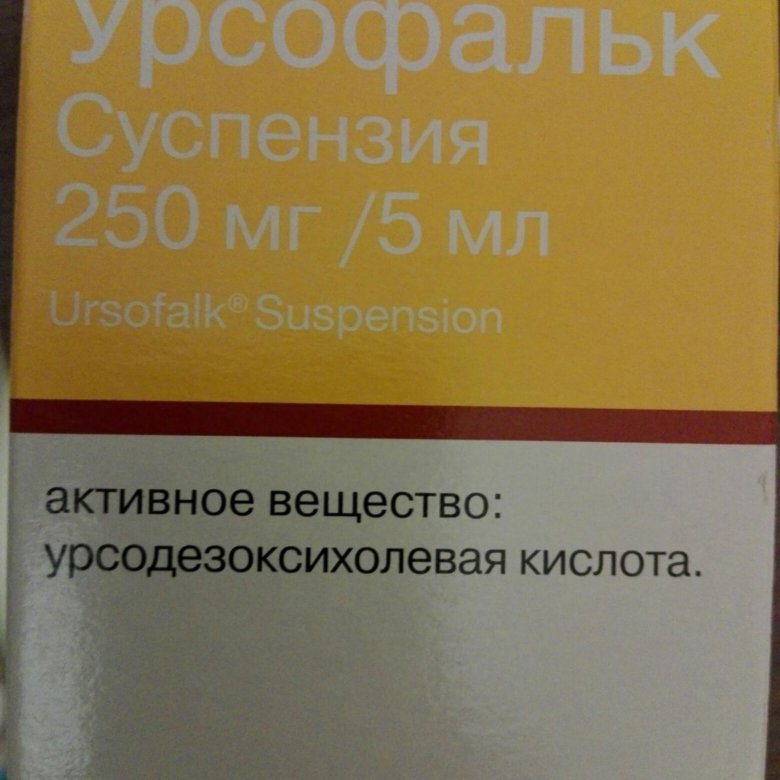 Урсофальк
Суспензия
250 мг /5 мл
Ursofalk® Suspension
активное вещество:
урсодезоксихолевая кислота.